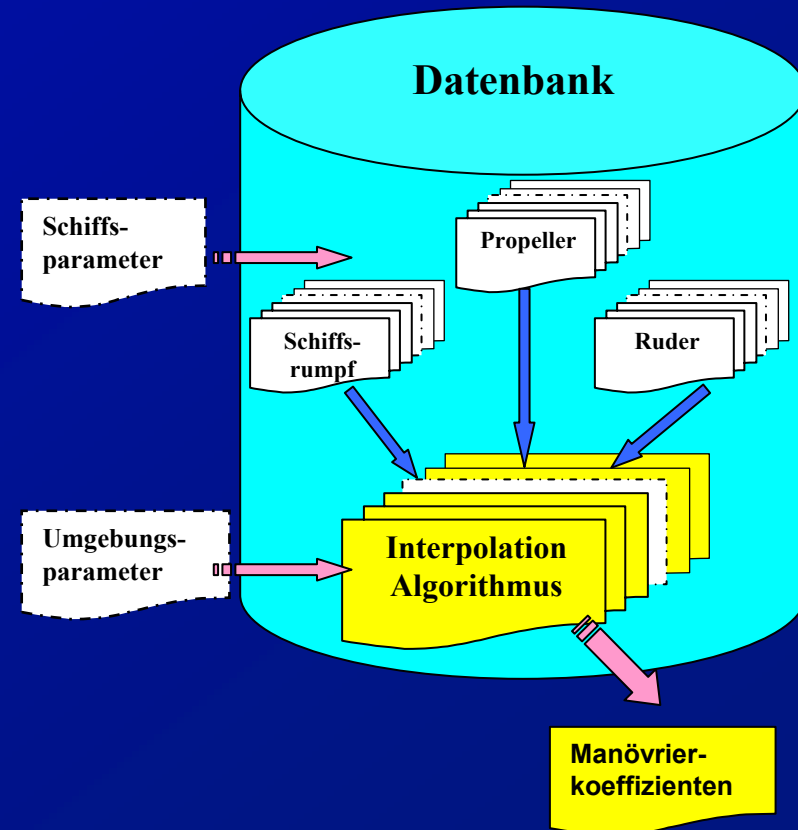 Datenbank
Schiffs-
parameter
Propeller
Schiffs-
rumpf
Ruder
Umgebungs-
parameter
Interpolation
Algorithmus
Manövrier-
koeffizienten